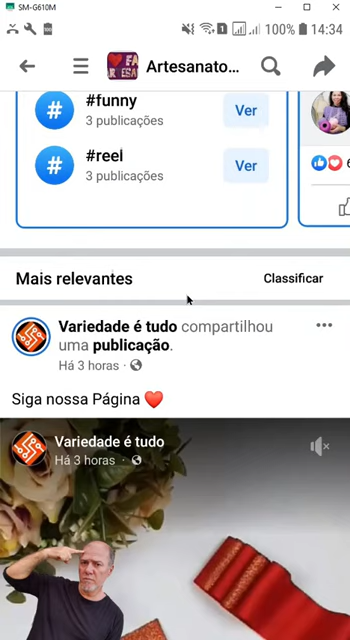 SM-G610M
1 100% 14:34
Artesanato...
#funny
3 publicações
Ver
#reel
3 publicações
Ver
Mais relevantes
Classificar
Variedade é tudo compartilhou
uma publicação.
Há 3 horas ·
Siga nossa Página ❤️
Variedade é tudo
Há 3 horas ·